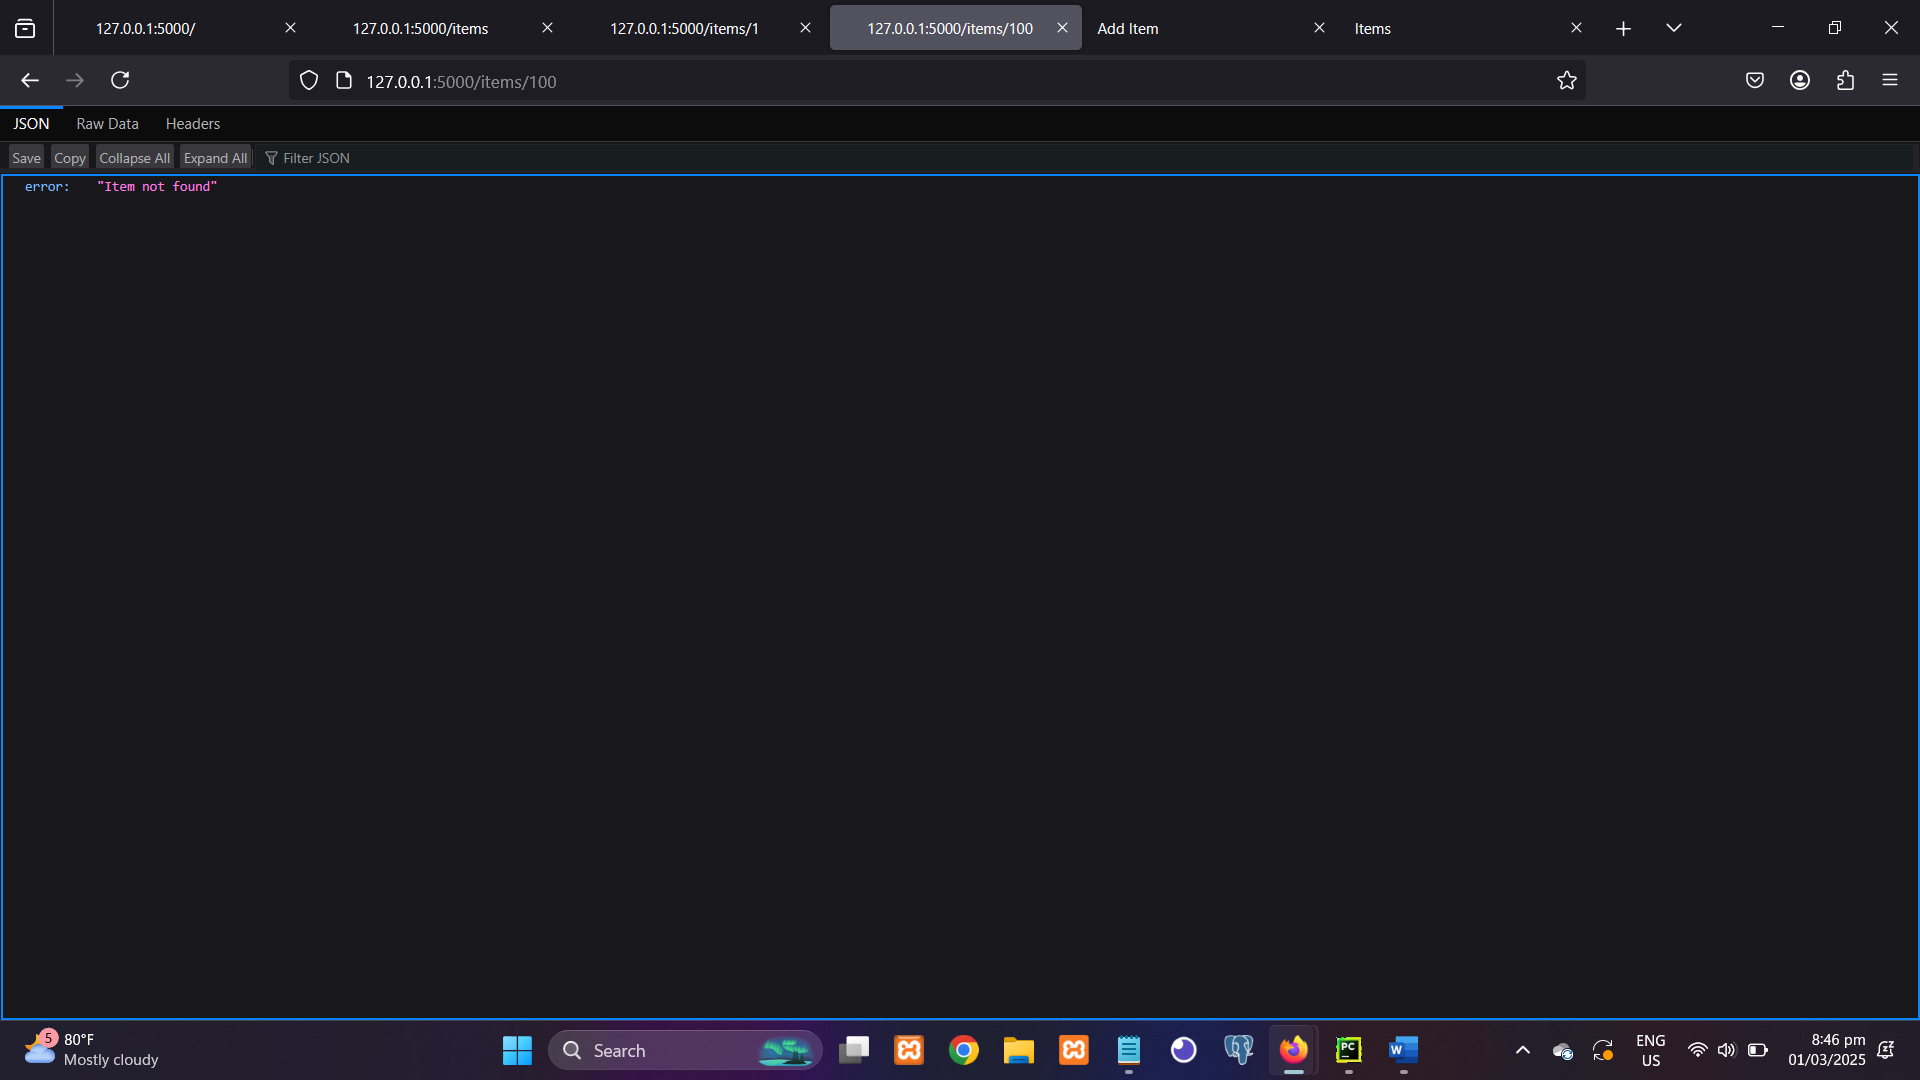 127.0.0.1:5000/
127.0.0.1:5000/items
127.0.0.1:5000/items/1
127.0.0.1:5000/items/100
Add Item
Items
127.0.0.1:5000/items/100
JSON Raw Data Headers
Save Copy Collapse All Expand All Filter JSON
error: "Item not found"
5
80°F
Mostly cloudy
Search
PC
W
ENG
US
8:46 pm
01/03/2025